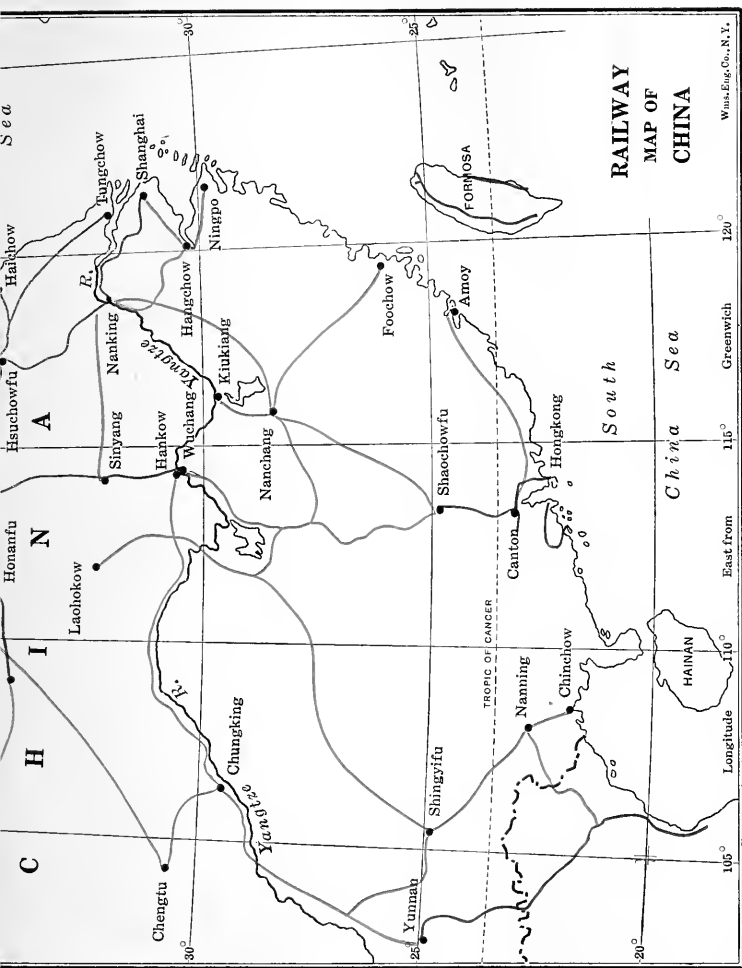 Sea
Haichow
Tungchow
Shanghai
R.
Hsuchowfu
Nanking
Hangchow
Ningpo
Yangtze
Kiukiang
A
Sinyang
Hankow
Wuchang
Nanchang
Foochow
Amoy
FORMOSA
Honanfu
N
Laohokow
Shaochowfu
Canton
Hongkong
South
China Sea
I
R.
TROPIC OF CANCER
Nanning
Chinchow
HAINAN
H
Chungking
Yangtze
Shingyifu
C
Chengtu
Yunnan
30°
25°
30°
25°
20°
105°
110°
115°
120°
Longitude East from Greenwich
RAILWAY
MAP OF
CHINA
Wms.Eng.Co., N.Y.